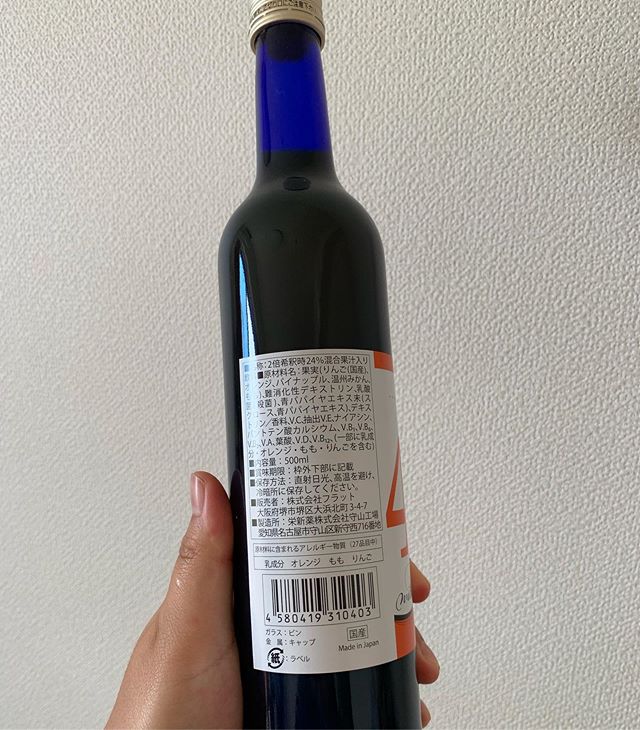 称：2倍希釈時24%混合果汁入り
■原材料名：果実(りんご(国産)、
レンジ、パイナップル、温州みかん、
も)、難消化性デキストリン、乳酸
殺菌)、青パパイヤエキス末(
ロース、青パパイヤエキス)、デキス
ン/香料、V.C、抽出V.E、ナイアシン、
パントテン酸カルシウム、V.B₁、V.B₆、
V.B₂、V.A、葉酸、V.D、V.B₁₂、(一部に乳成
分・オレンジ・もも・りんごを含む)
■内容量：500ml
■賞味期限：枠外下部に記載
■保存方法：直射日光、高温を避け、
冷暗所に保存してください。
■販売者：株式会社フラット
大阪府堺市堺区大浜北町3-4-7
■製造所：栄新薬株式会社守山工場
愛知県名古屋市守山区新守西716番地
原材料に含まれるアレルギー物質(27品目中)
乳成分 オレンジ もも りんご
4 580419 310403
ガラス：ビン
金 属：キャップ
紙：ラベル
国産
Made in Japan